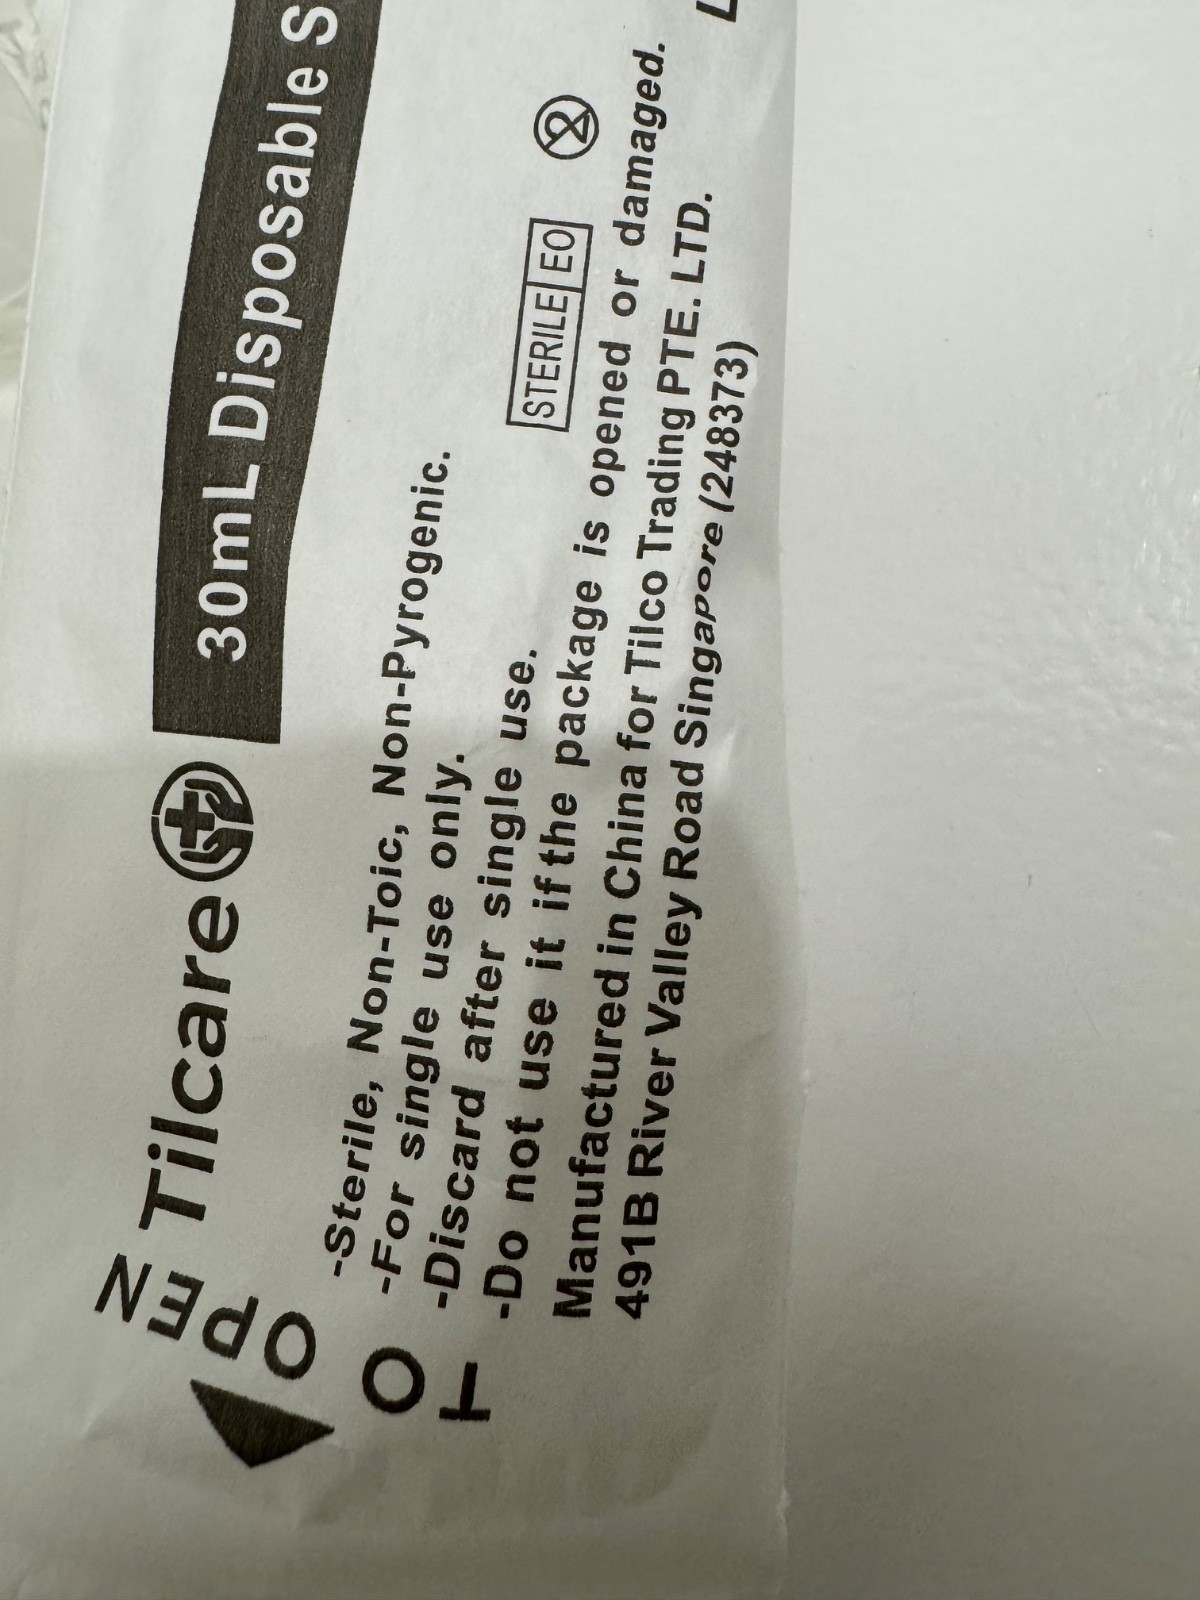 TO OPEN
Tilcare
30mL Disposable S
-Sterile, Non-Toic, Non-Pyrogenic.
-For single use only.
-Discard after single use.
STERILE EO 2
-Do not use it if the package is opened or damaged.
Manufactured in China for Tilco Trading PTE. LTD.
491B River Valley Road Singapore (248373)
L